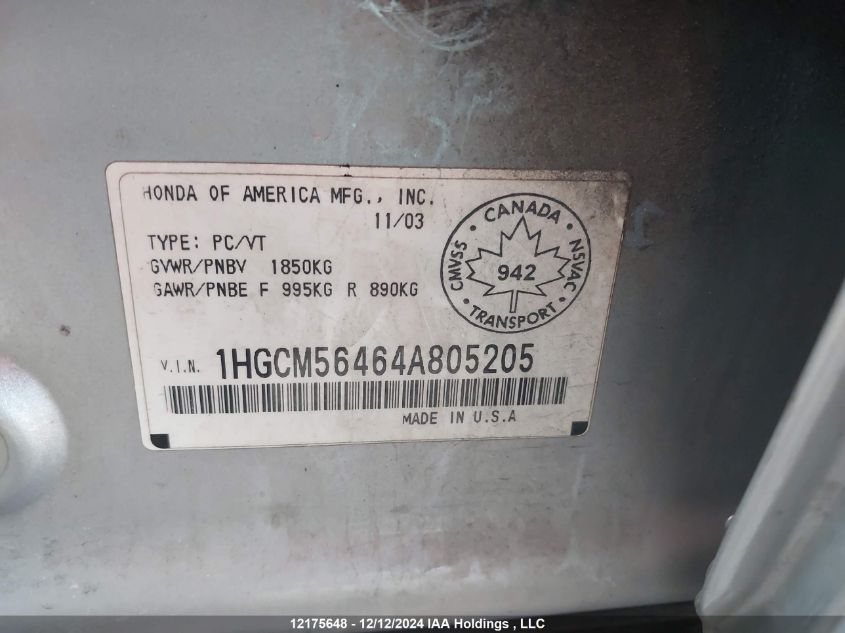 HONDA OF AMERICA MFG., INC.
11/03
TYPE: PC/VT
GVWR/PNBV 1850KG
GAWR/PNBE F 995KG R 890KG
CANADA
CMVSS
NSVAC
942
TRANSPORT
V.I.N. 1HGCM56464A805205
MADE IN U.S.A
12175648 - 12/12/2024 IAA Holdings , LLC